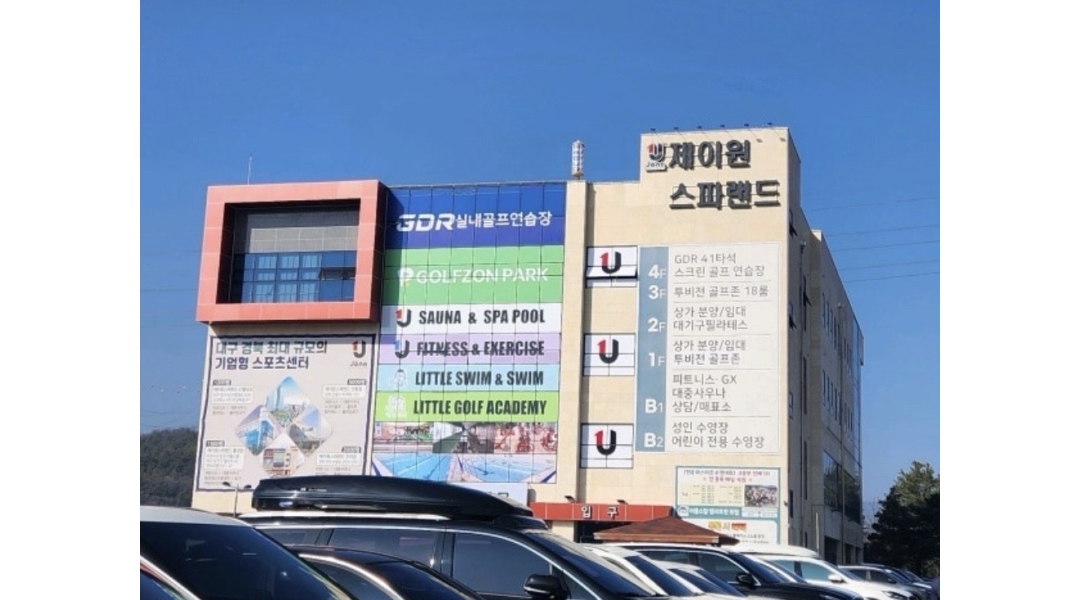 J1
Jone
제이원
스파랜드
GDR실내골프연습장
GOLFZON PARK
SAUNA & SPA POOL
FITNESS & EXERCISE
LITTLE SWIM & SWIM
LITTLE GOLF ACADEMY
대구 경북 최대 규모의
기업형 스포츠센터
4F GDR 41타석
스크린 골프 연습장
3F 투비전 골프존 18룸
2F 상가 분양/임대
대기구필라테스
1F 상가 분양/임대
투비전 골프존
B1 피트니스·GX
대중사우나
상담/매표소
B2 성인 수영장
어린이 전용 수영장
입구